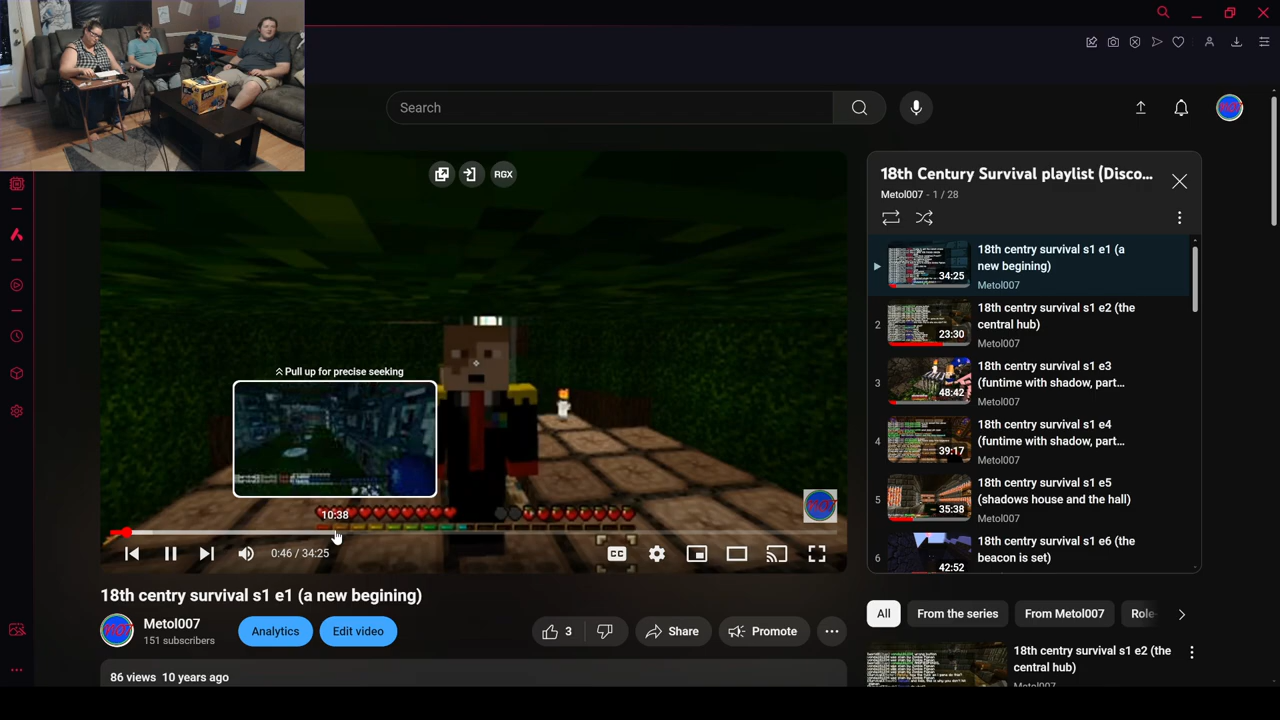 Search
RGX
Pull up for precise seeking
10:38
0:46 / 34:25
CC
18th centry survival s1 e1 (a new begining)
Metol007
151 subscribers
Analytics
Edit video
3
Share
Promote
86 views 10 years ago
18th Century Survival playlist (Disco...
Metol007 - 1 / 28
34:25
18th centry survival s1 e1 (a
new begining)
Metol007
2
23:30
18th centry survival s1 e2 (the
central hub)
Metol007
3
48:42
18th centry survival s1 e3
(funtime with shadow, part...
Metol007
4
39:17
18th centry survival s1 e4
(funtime with shadow, part...
Metol007
5
35:38
18th centry survival s1 e5
(shadows house and the hall)
Metol007
6
42:52
18th centry survival s1 e6 (the
beacon is set)
All
From the series
From Metol007
Role-
18th centry survival s1 e2 (the
central hub)
Metol007